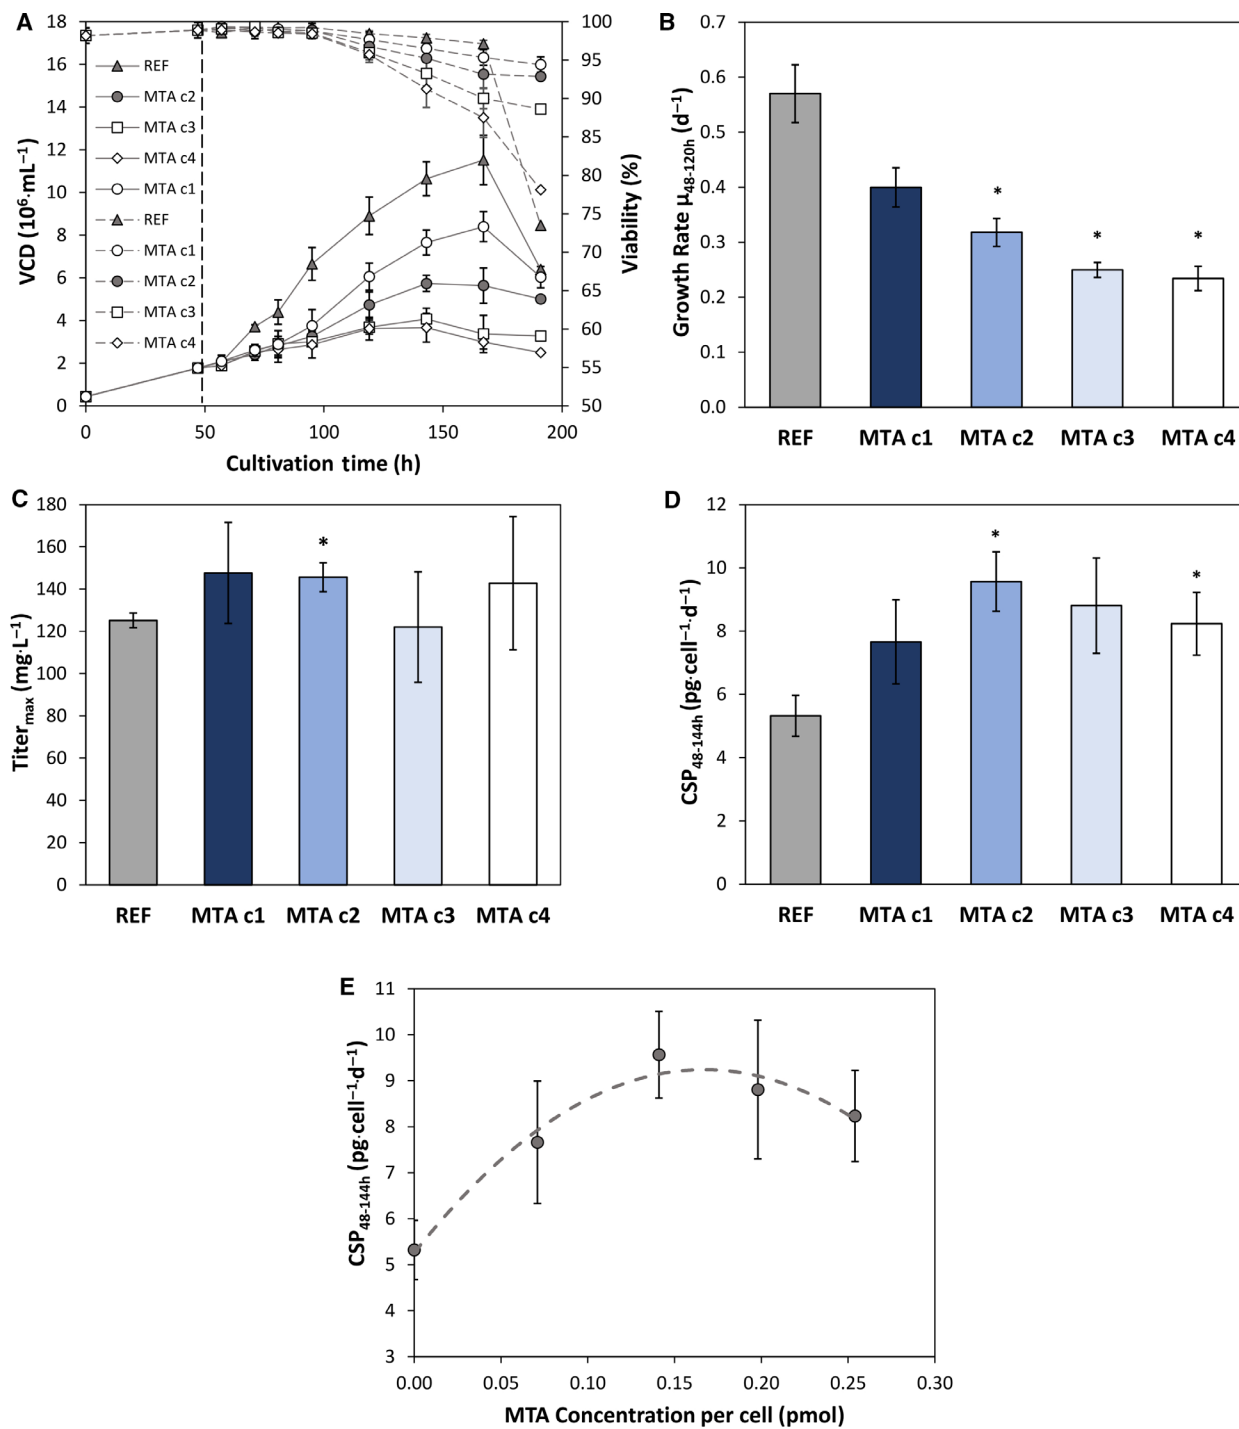 A
18
16
14
12
10
8
6
4
2
0
VCD (10⁶·mL⁻¹)
REF
MTA c2
MTA c3
MTA c4
MTA c1
REF
MTA c1
MTA c2
MTA c3
MTA c4
100
95
90
85
80
75
70
65
60
55
50
Viability (%)
0 50 100 150 200
Cultivation time (h)
B
0.7
0.6
0.5
0.4
0.3
0.2
0.1
0.0
Growth Rate μ48-120h (d⁻¹)
* * *
REF MTA c1 MTA c2 MTA c3 MTA c4
C
180
160
140
120
100
80
60
40
20
0
Titermax (mg·L⁻¹)
*
REF MTA c1 MTA c2 MTA c3 MTA c4
D
12
10
8
6
4
2
0
CSP48-144h (pg·cell⁻¹·d⁻¹)
* *
REF MTA c1 MTA c2 MTA c3 MTA c4
E
11
10
9
8
7
6
5
4
3
CSP48-144h (pg·cell⁻¹·d⁻¹)
0.00 0.05 0.10 0.15 0.20 0.25 0.30
MTA Concentration per cell (pmol)